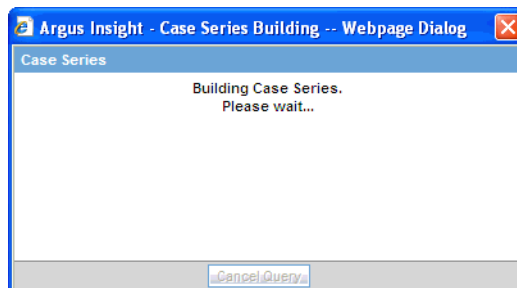 Argus Insight - Case Series Building -- Webpage Dialog
Case Series
Building Case Series.
Please wait...
Cancel Query